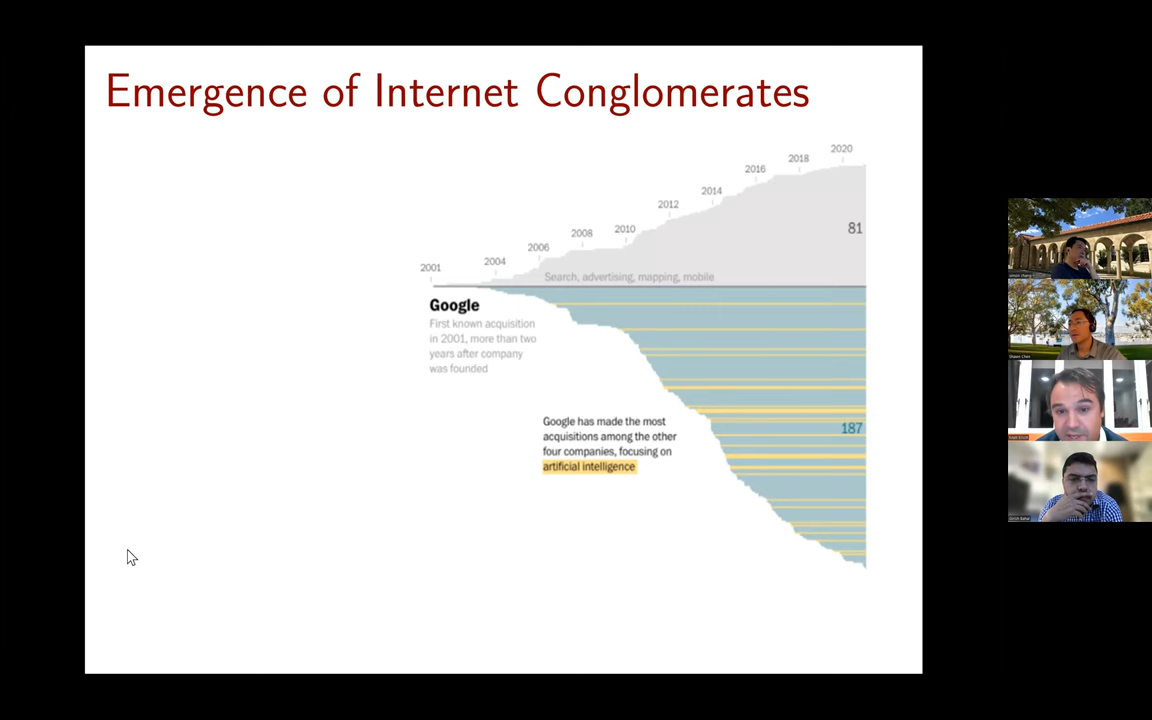 Emergence of Internet Conglomerates
2020
2018
2016
2014
2012
2010
2008
2006
2004
2001
81
Search, advertising, mapping, mobile
Google
First known acquisition
in 2001, more than two
years after company
was founded
Google has made the most
acquisitions among the other
four companies, focusing on
artificial intelligence
187
Shawn Chen